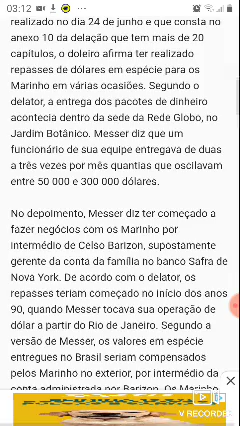 03:12
realizado no dia 24 de junho e que consta no
anexo 10 da delação que tem mais de 20
capítulos, o doleiro afirma ter realizado
repasses de dólares em espécie para os
Marinho em várias ocasiões. Segundo o
delator, a entrega dos pacotes de dinheiro
acontecia dentro da sede da Rede Globo, no
Jardim Botânico. Messer diz que um
funcionário de sua equipe entregava de duas
a três vezes por mês quantias que oscilavam
entre 50 000 e 300 000 dólares.
No depoimento, Messer diz ter começado a
fazer negócios com os Marinho por
intermédio de Celso Barizon, supostamente
gerente da conta da família no banco Safra de
Nova York. De acordo com o delator, os
repasses teriam começado no início dos anos
90, quando Messer tocava sua operação de
dólar a partir do Rio de Janeiro. Segundo a
versão de Messer, os valores em espécie
entregues no Brasil seriam compensados
pelos Marinho no exterior, por intermédio da
conta administrada por Barizon. Os Marinho
V RECORDER